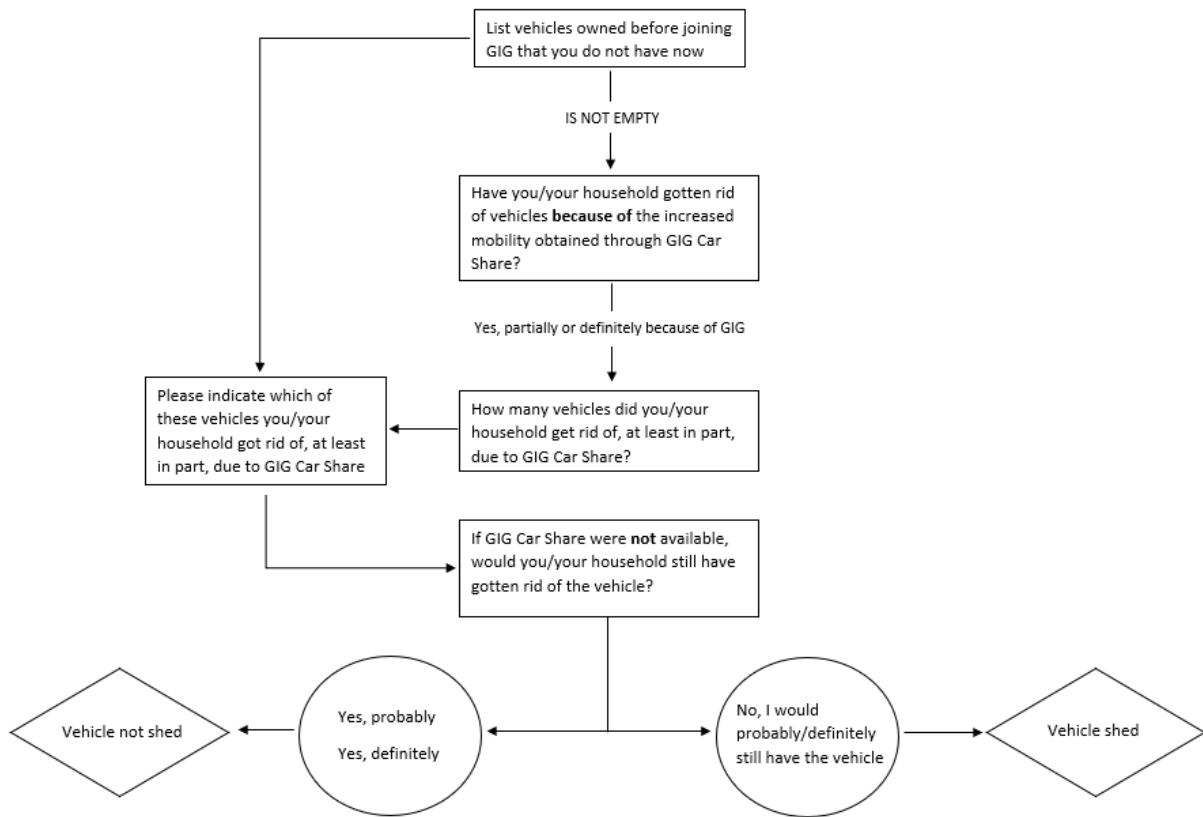 List vehicles owned before joining
GIG that you do not have now
IS NOT EMPTY
Have you/your household gotten rid
of vehicles because of the increased
mobility obtained through GIG Car
Share?
Yes, partially or definitely because of GIG
Please indicate which of
these vehicles you/your
household got rid of, at least
in part, due to GIG Car Share
How many vehicles did you/your
household get rid of, at least in part,
due to GIG Car Share?
If GIG Car Share were not available,
would you/your household still have
gotten rid of the vehicle?
Vehicle not shed
Yes, probably
Yes, definitely
No, I would
probably/definitely
still have the vehicle
Vehicle shed